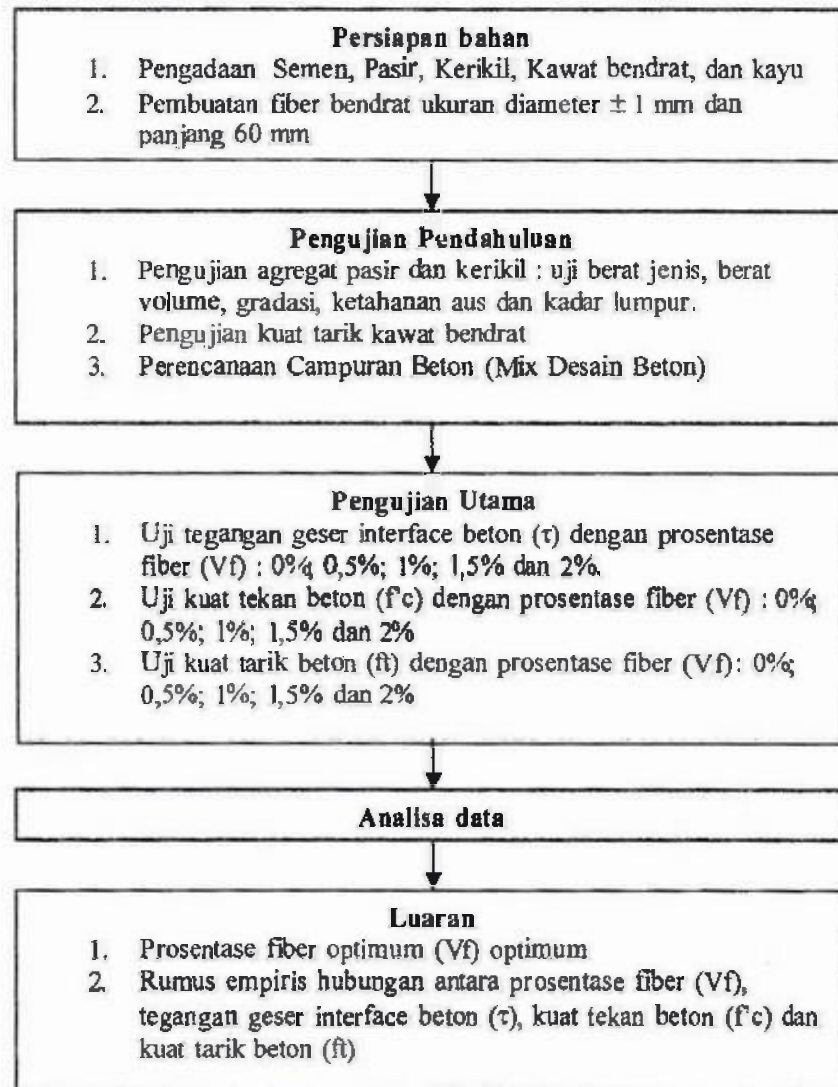 Persiapan bahan
1. Pengadaan Semen, Pasir, Kerikil, Kawat bendrat, dan kayu
2. Pembuatan fiber bendrat ukuran diameter ± 1 mm dan
panjang 60 mm
Pengujian Pendahuluan
1. Pengujian agregat pasir dan kerikil : uji berat jenis, berat
volume, gradasi, ketahanan aus dan kadar lumpur.
2. Pengujian kuat tarik kawat bendrat
3. Perencanaan Campuran Beton (Mix Desain Beton)
Pengujian Utama
1. Uji tegangan geser interface beton (τ) dengan prosentase
fiber (Vf) : 0%; 0,5%; 1%; 1,5% dan 2%.
2. Uji kuat tekan beton (f'c) dengan prosentase fiber (Vf) : 0%;
0,5%; 1%; 1,5% dan 2%
3. Uji kuat tarik beton (ft) dengan prosentase fiber (Vf): 0%;
0,5%; 1%; 1,5% dan 2%
Analisa data
Luaran
1. Prosentase fiber optimum (Vf) optimum
2. Rumus empiris hubungan antara prosentase fiber (Vf),
tegangan geser interface beton (τ), kuat tekan beton (f'c) dan
kuat tarik beton (ft)